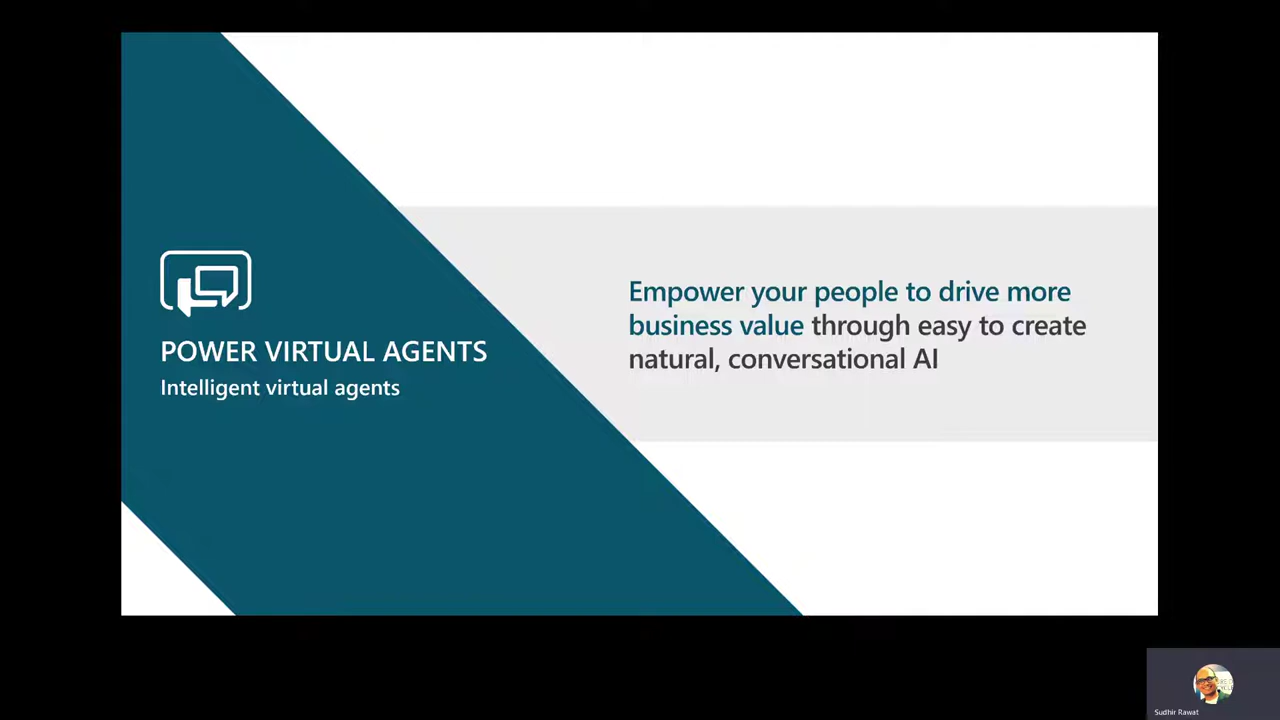 POWER VIRTUAL AGENTS
Intelligent virtual agents
Empower your people to drive more
business value through easy to create
natural, conversational AI
Sudhir Rawat